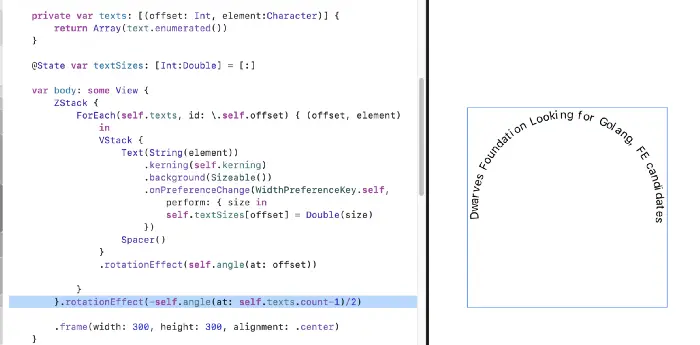 private var texts: [(offset: Int, element:Character)] {
return Array(text.enumerated())
}
@State var textSizes: [Int:Double] = [:]
var body: some View {
ZStack {
ForEach(self.texts, id: \.self.offset) { (offset, element)
in
VStack {
Text(String(element))
.kerning(self.kerning)
.background(Sizeable())
.onPreferenceChange(WidthPreferenceKey.self,
perform: { size in
self.textSizes[offset] = Double(size)
})
Spacer()
}
.rotationEffect(self.angle(at: offset))
}
}.rotationEffect(-self.angle(at: self.texts.count-1)/2)
.frame(width: 300, height: 300, alignment: .center)
}
Dwarves Foundation Looking for Golang, FE candidates